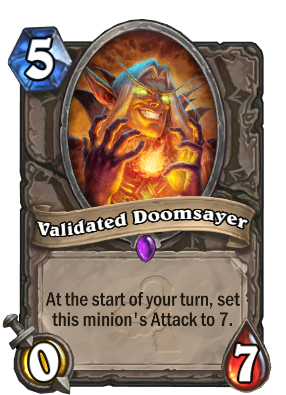 5
Validated Doomsayer
At the start of your turn, set
this minion's Attack to 7.
0
7